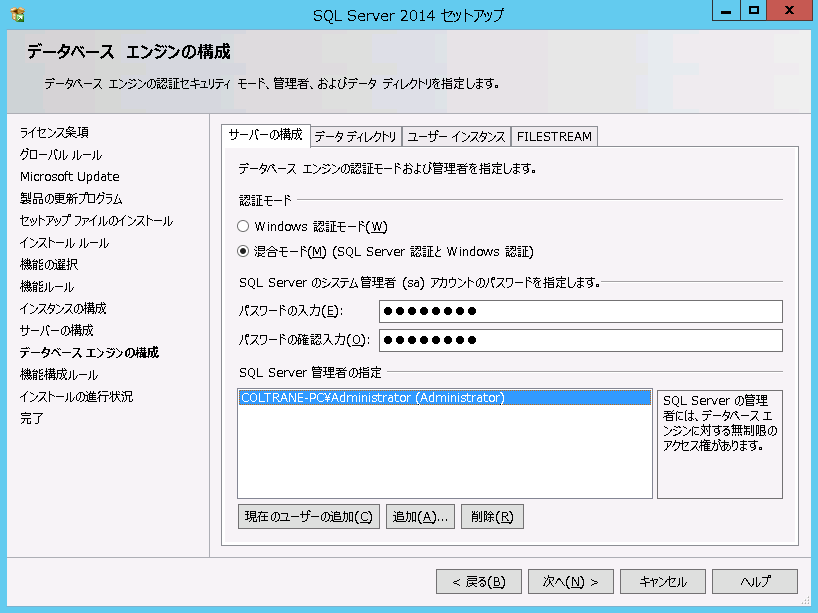 SQL Server 2014 セットアップ
データベース エンジンの構成
データベース エンジンの認証セキュリティ モード、管理者、およびデータ ディレクトリを指定します。
ライセンス条項
グローバル ルール
Microsoft Update
製品の更新プログラム
セットアップ ファイルのインストール
インストール ルール
機能の選択
機能ルール
インスタンスの構成
サーバーの構成
データベース エンジンの構成
機能構成ルール
インストールの進行状況
完了
サーバーの構成 データ ディレクトリ ユーザー インスタンス FILESTREAM
データベース エンジンの認証モードおよび管理者を指定します。
認証モード
Windows 認証モード(W)
混合モード(M) (SQL Server 認証と Windows 認証)
SQL Server のシステム管理者 (sa) アカウントのパスワードを指定します。
パスワードの入力(E): ●●●●●●●●
パスワードの確認入力(O): ●●●●●●●●
SQL Server 管理者の指定
COLTRANE-PC¥Administrator (Administrator)
SQL Server の管理
者には、データベース エ
ンジンに対する無制限の
アクセス権があります。
現在のユーザーの追加(C) 追加(A)... 削除(R)
< 戻る(B) 次へ(N) > キャンセル ヘルプ